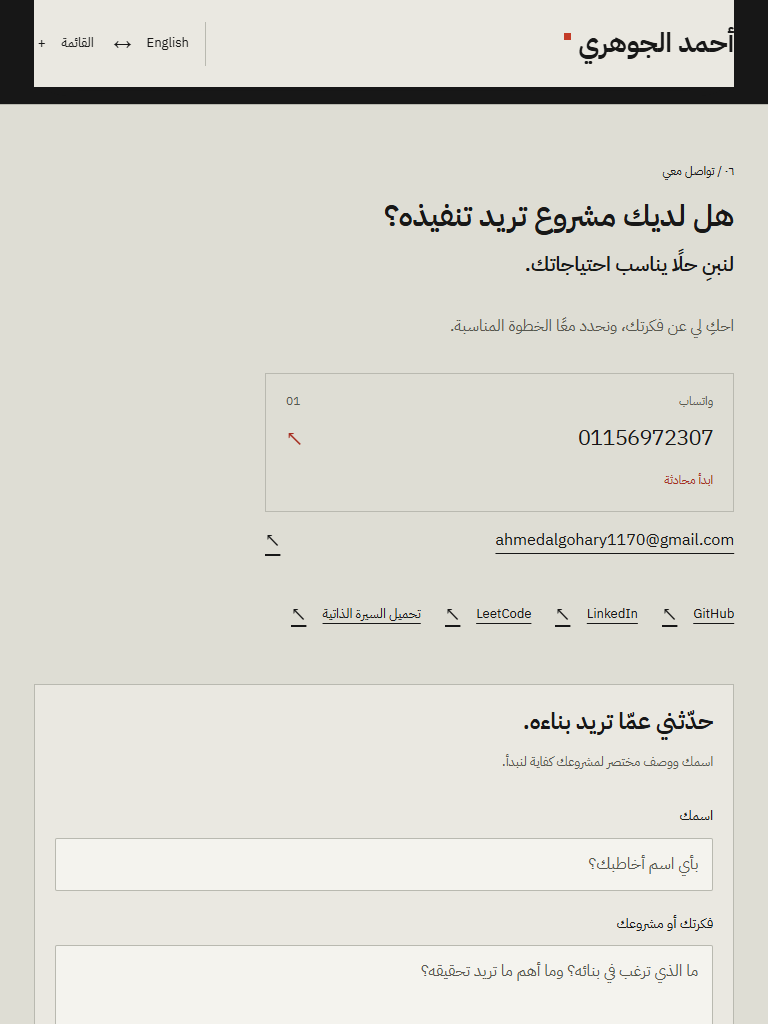 أحمد الجوهري
English ↔ القائمة +
٠٦ / تواصل معي
هل لديك مشروع تريد تنفيذه؟
لنبنِ حلًا يناسب احتياجاتك.
احكِ لي عن فكرتك، ونحدد معًا الخطوة المناسبة.
واتساب 01
01156972307 ↖
ابدأ محادثة
ahmedalgohary1170@gmail.com ↖
GitHub ↖ LinkedIn ↖ LeetCode ↖ تحميل السيرة الذاتية ↖
حدّثني عمّا تريد بناءه.
اسمك ووصف مختصر لمشروعك كفاية لنبدأ.
اسمك
بأي اسم أخاطبك؟
فكرتك أو مشروعك
ما الذي ترغب في بنائه؟ وما أهم ما تريد تحقيقه؟